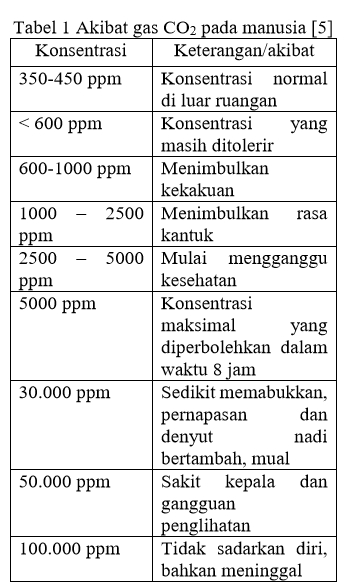 Tabel 1 Akibat gas CO₂ pada manusia [5]
Konsentrasi Keterangan/akibat
350-450 ppm Konsentrasi normal
di luar ruangan
< 600 ppm Konsentrasi yang
masih ditolerir
600-1000 ppm Menimbulkan
kekakuan
1000 – 2500 Menimbulkan rasa
ppm kantuk
2500 – 5000 Mulai mengganggu
ppm kesehatan
5000 ppm Konsentrasi
maksimal yang
diperbolehkan dalam
waktu 8 jam
30.000 ppm Sedikit memabukkan,
pernapasan dan
denyut nadi
bertambah, mual
50.000 ppm Sakit kepala dan
gangguan
penglihatan
100.000 ppm Tidak sadarkan diri,
bahkan meninggal